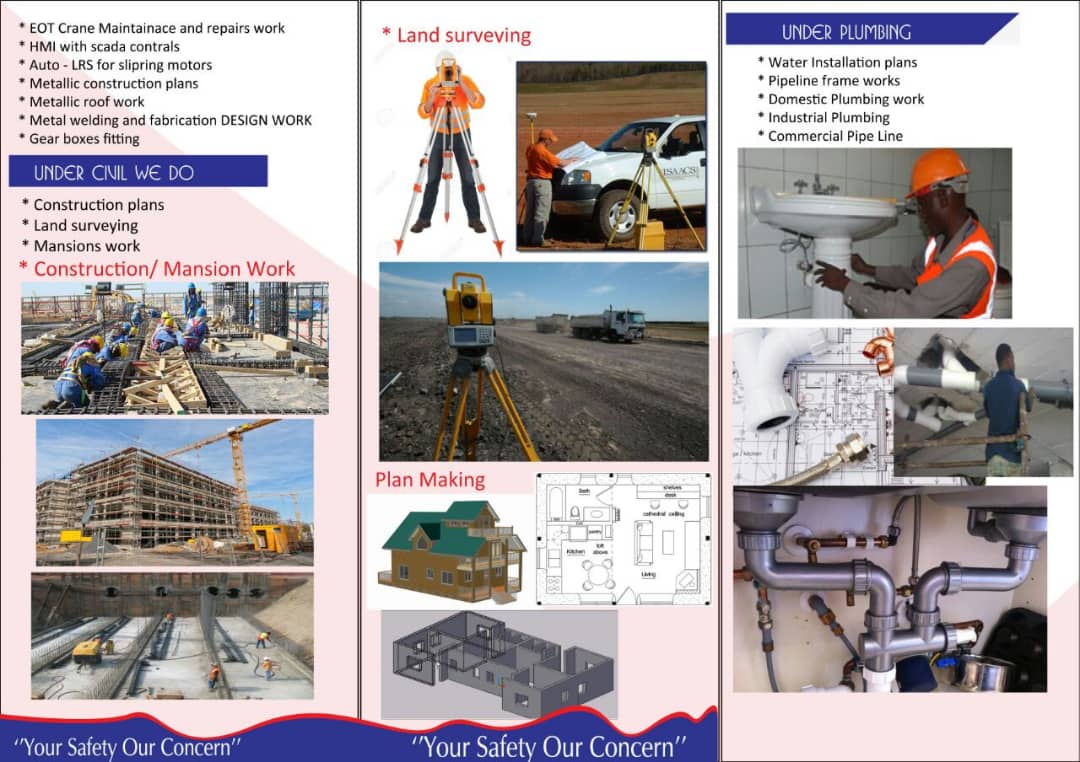 * EOT Crane Maintainace and repairs work
* HMI with scada contrals
* Auto - LRS for slipring motors
* Metallic construction plans
* Metallic roof work
* Metal welding and fabrication DESIGN WORK
* Gear boxes fitting
UNDER CIVIL WE DO
* Construction plans
* Land surveying
* Mansions work
* Construction/ Mansion Work
"Your Safety Our Concern"
* Land surveying
ISAACS
Plan Making
Bath
shelves
desk
cathedral ceiling
pantry
Kitchen
loft
above
Living
"Your Safety Our Concern"
UNDER PLUMBING
* Water Installation plans
* Pipeline frame works
* Domestic Plumbing work
* Industrial Plumbing
* Commercial Pipe Line